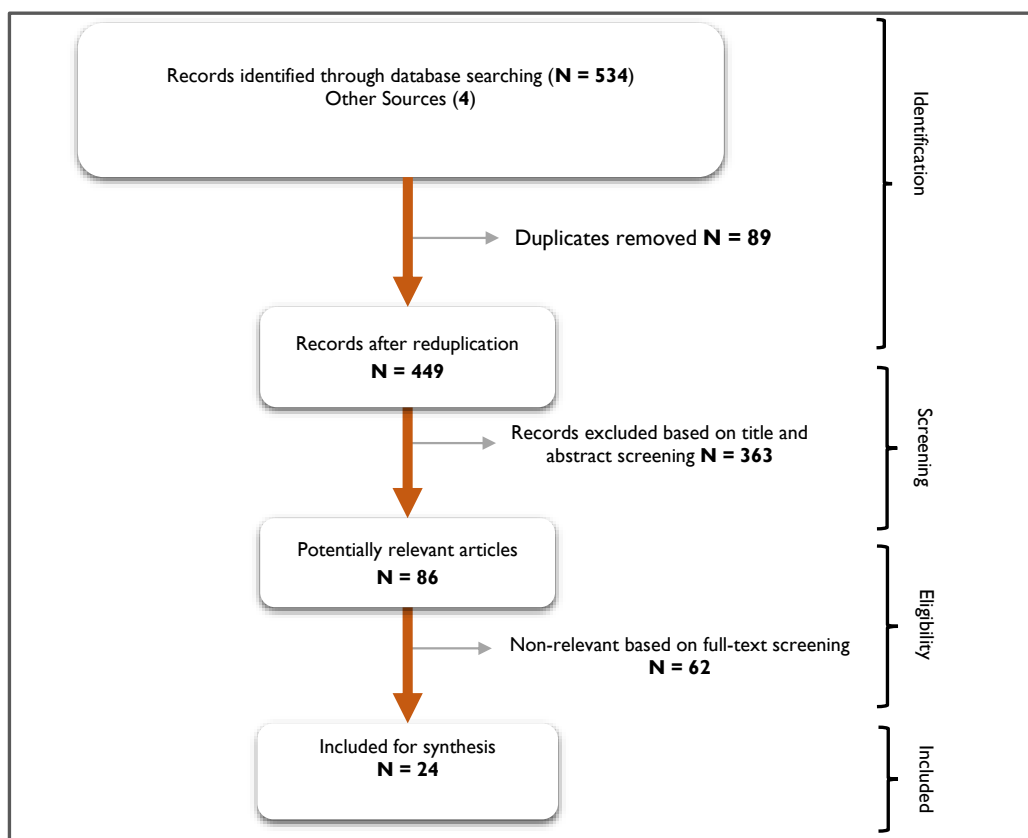 Records identified through database searching (N = 534)
Other Sources (4)
Identification
Duplicates removed N = 89
Records after reduplication
N = 449
Screening
Records excluded based on title and
abstract screening N = 363
Potentially relevant articles
N = 86
Eligibility
Non-relevant based on full-text screening
N = 62
Included for synthesis
N = 24
Included